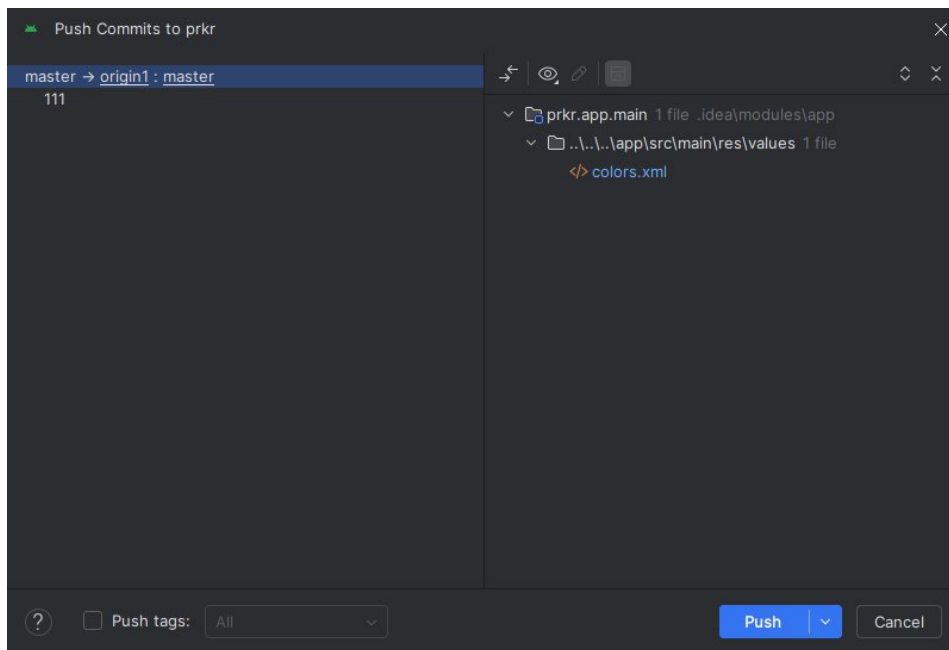 Push Commits to prkr
master → origin1 : master
111
prkr.app.main 1 file .idea\modules\app
..\..\..\app\src\main\res\values 1 file
</> colors.xml
? Push tags: All
Push Cancel